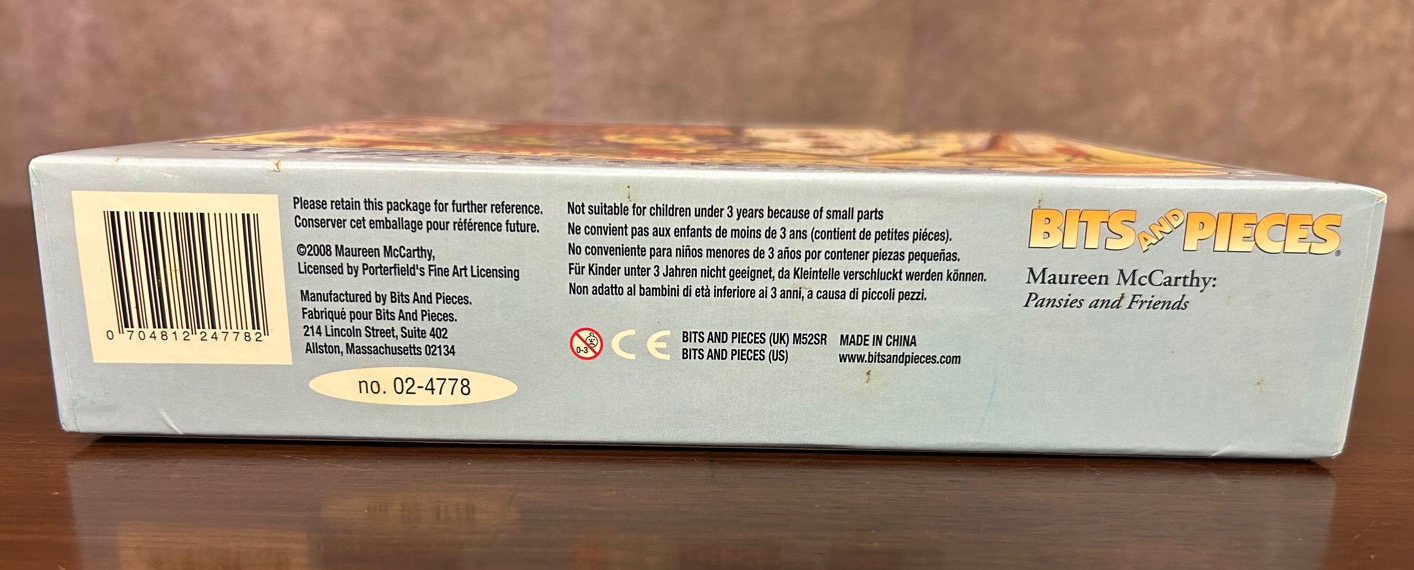 0 704812 247782
Please retain this package for further reference.
Conserver cet emballage pour référence future.
©2008 Maureen McCarthy,
Licensed by Porterfield's Fine Art Licensing
Manufactured by Bits And Pieces.
Fabriqué pour Bits And Pieces.
214 Lincoln Street, Suite 402
Allston, Massachusetts 02134
no. 02-4778
Not suitable for children under 3 years because of small parts
Ne convient pas aux enfants de moins de 3 ans (contient de petites piéces).
No conveniente para niños menores de 3 años por contener piezas pequeñas.
Für Kinder unter 3 Jahren nicht geeignet, da Kleintelle verschluckt werden können.
Non adatto al bambini di età inferiore ai 3 anni, a causa di piccoli pezzi.
0-3
CE
BITS AND PIECES (UK) M52SR MADE IN CHINA
BITS AND PIECES (US) www.bitsandpieces.com
BITS AND PIECES®
Maureen McCarthy:
Pansies and Friends